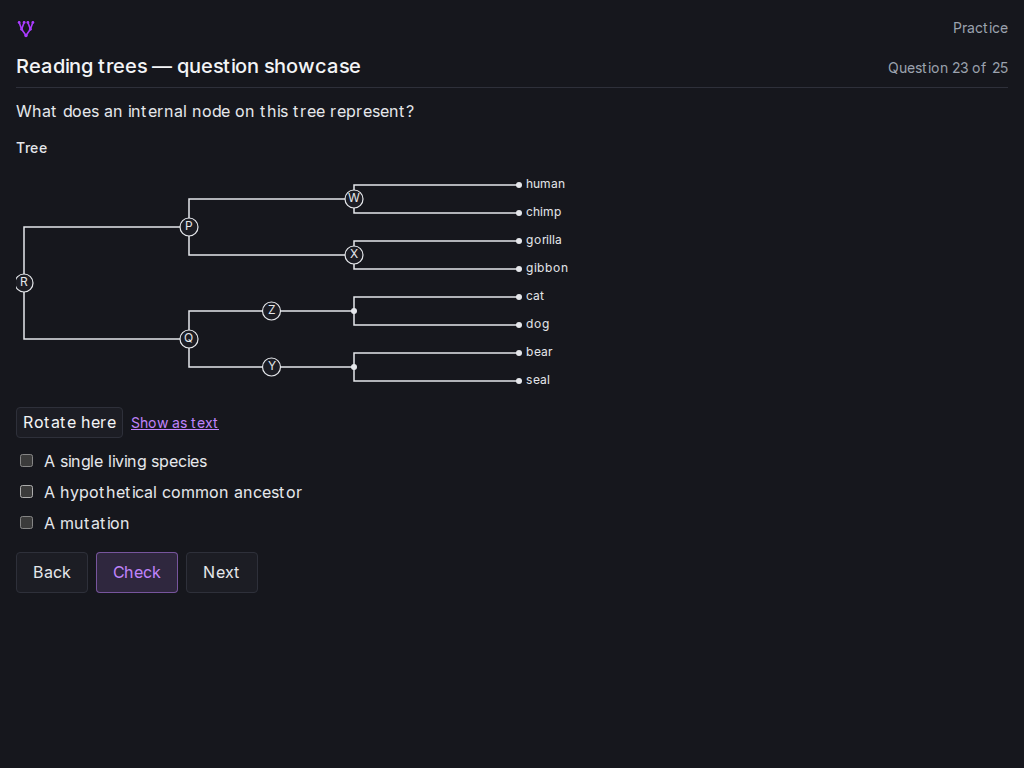 Practice
Reading trees — question showcase
Question 23 of 25
What does an internal node on this tree represent?
Tree
human
W
chimp
P
gorilla
X
gibbon
R
cat
Z
dog
Q
bear
Y
seal
Rotate here Show as text
A single living species
A hypothetical common ancestor
A mutation
Back Check Next